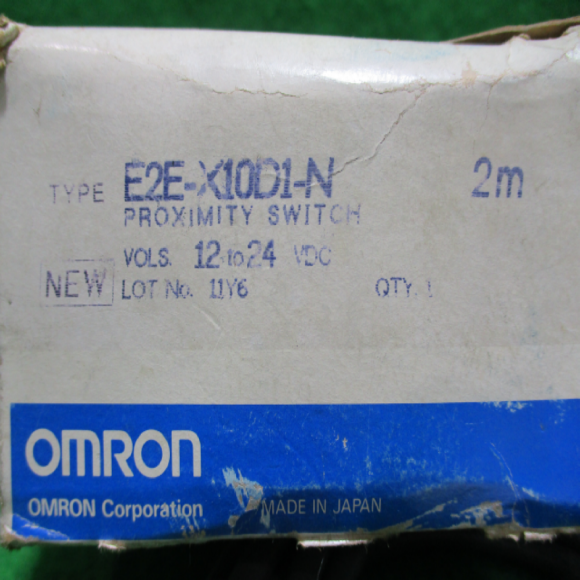 TYPE E2E-X10D1-N 2m
PROXIMITY SWITCH
VOLS. 12 to 24 VDC
NEW LOT No. 11Y6 QTY. 1
OMRON
OMRON Corporation MADE IN JAPAN